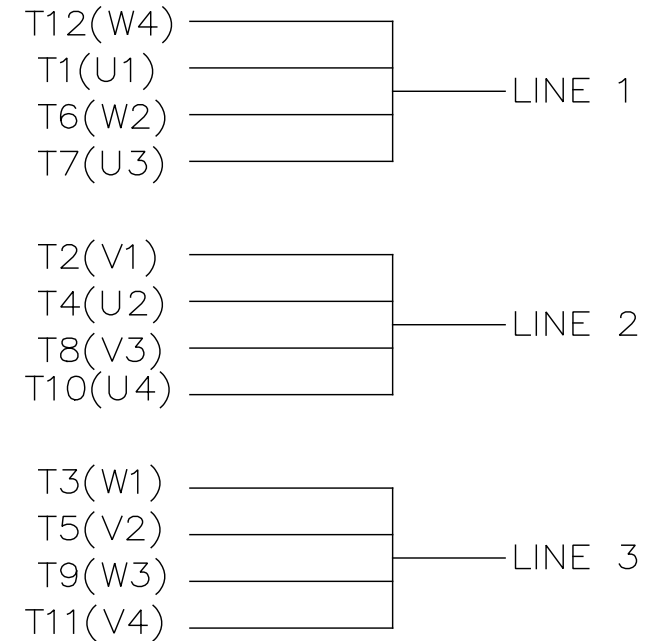 T12(W4)
T1(U1)
LINE 1
T6(W2)
T7(U3)
T2(V1)
T4(U2)
LINE 2
T8(V3)
T10(U4)
T3(W1)
T5(V2)
LINE 3
T9(W3)
T11(V4)